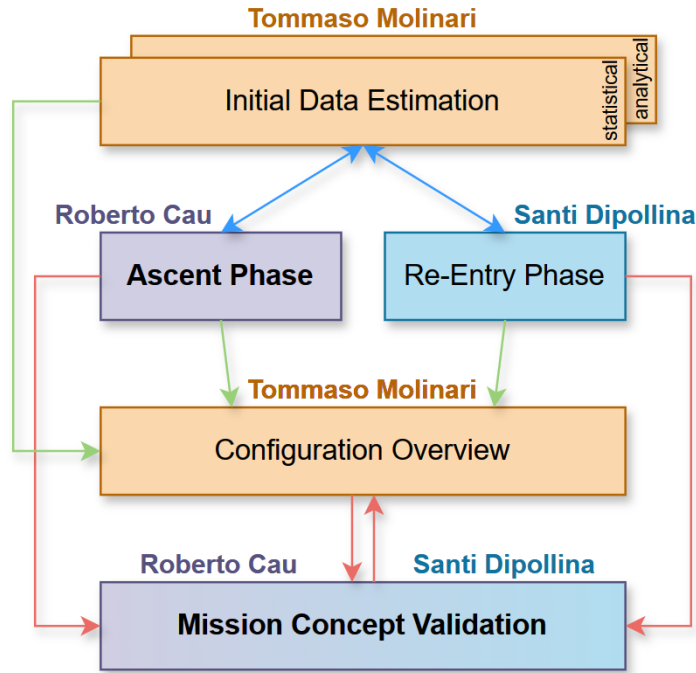 Tommaso Molinari
Initial Data Estimation
statistical
analytical
Roberto Cau
Santi Dipollina
Ascent Phase
Re-Entry Phase
Tommaso Molinari
Configuration Overview
Roberto Cau
Santi Dipollina
Mission Concept Validation